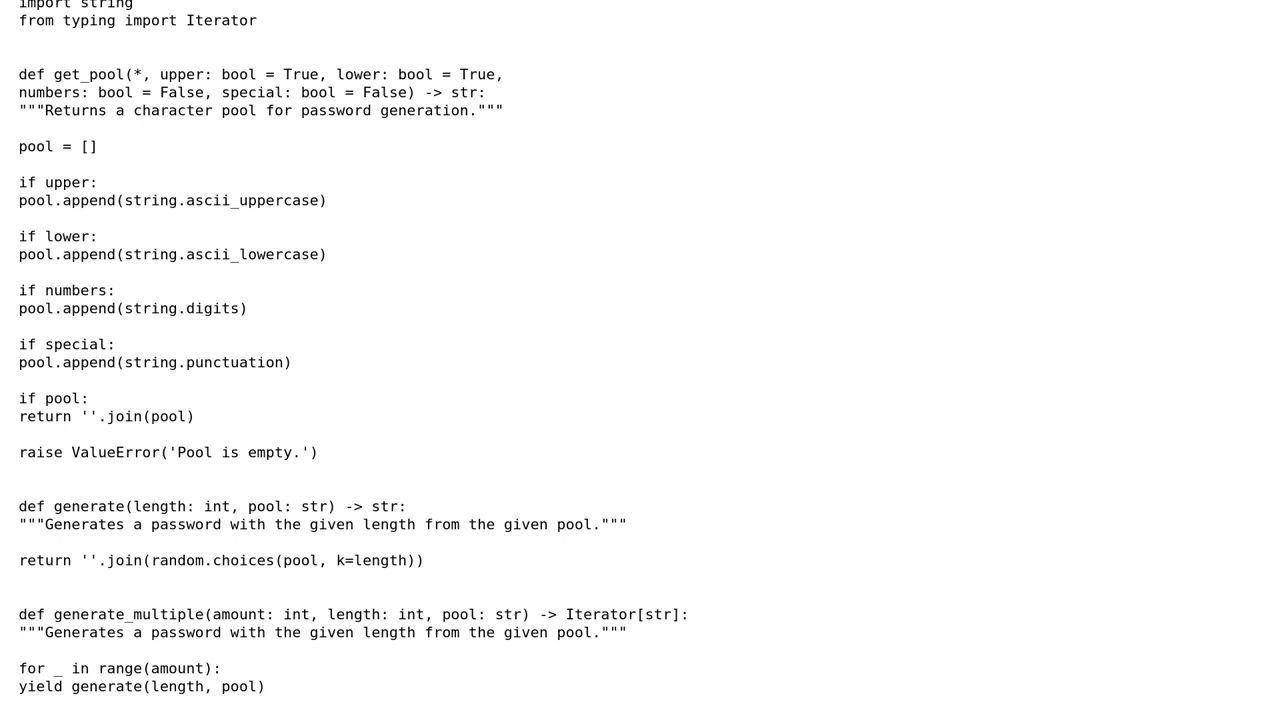 import string
from typing import Iterator
def get_pool(*, upper: bool = True, lower: bool = True,
numbers: bool = False, special: bool = False) -> str:
"""Returns a character pool for password generation."""
pool = []
if upper:
pool.append(string.ascii_uppercase)
if lower:
pool.append(string.ascii_lowercase)
if numbers:
pool.append(string.digits)
if special:
pool.append(string.punctuation)
if pool:
return ''.join(pool)
raise ValueError('Pool is empty.')
def generate(length: int, pool: str) -> str:
"""Generates a password with the given length from the given pool."""
return ''.join(random.choices(pool, k=length))
def generate_multiple(amount: int, length: int, pool: str) -> Iterator[str]:
"""Generates a password with the given length from the given pool."""
for _ in range(amount):
yield generate(length, pool)